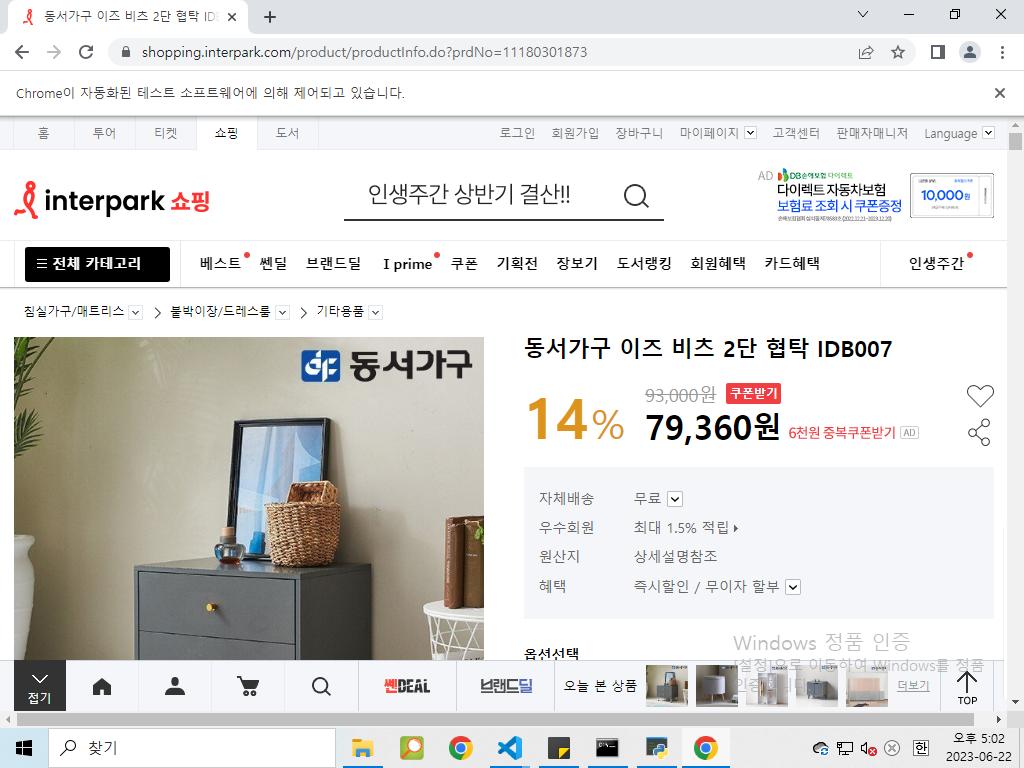 동서가구 이즈 비츠 2단 협탁 IDE
shopping.interpark.com/product/productInfo.do?prdNo=11180301873
Chrome이 자동화된 테스트 소프트웨어에 의해 제어되고 있습니다.
홈 투어 티켓 쇼핑 도서 로그인 회원가입 장바구니 마이페이지 고객센터 판매자매니저 Language
interpark 쇼핑 인생주간 상반기 결산!!
AD DB손해보험 다이렉트
다이렉트 자동차보험
보험료 조회 시 쿠폰증정
10,000원
전체 카테고리 베스트 쎈딜 브랜드딜 I prime 쿠폰 기획전 장보기 도서랭킹 회원혜택 카드혜택 인생주간
침실가구/매트리스 > 붙박이장/드레스룸 > 기타용품
동서가구
동서가구 이즈 비츠 2단 협탁 IDB007
14% 93,000원 쿠폰받기
79,360원 6천원 중복쿠폰받기 AD
자체배송 무료
우수회원 최대 1.5% 적립
원산지 상세설명참조
혜택 즉시할인 / 무이자 할부
옵션선택
Windows 정품 인증
[설정]으로 이동하여 Windows를 정품
접기 쎈DEAL 브랜드딜 오늘 본 상품 더보기 TOP
찾기
한
오후 5:02
2023-06-22